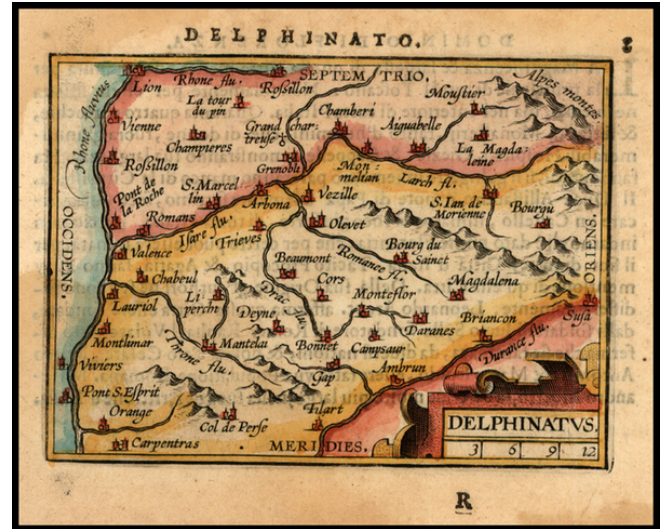 DELPHINATO.
Lion
Rhone flu.
Rossillon
SEPTEM TRIO.
Alpes montes
Rhone fluvius
La tour
du pin
Moustier
Vienne
Champieres
Grand char:
treuse
Chamberi
Aiguabelle
La Magda:
leine
Rossillon
Grenoble
Mon:
melian
Larch fl.
Pont de
la Roche
S. Marcel
lin
Arbona
Vezille
S. Ian de
Morienne
Bourgu
OCCIDENS.
Romans
Isare flu.
Trieves
Olevet
ORIENS.
Valence
Beaumont
Romance fl.
Bourg du
Sainct
Chabeul
Cors
Magdalena
Lauriol
Li
perchi
Drac flu.
Monteflor
Susa
Deyne
Daranes
Briancon
Montlimar
Mantelai
Bonnet
Campsaur
Durance flu.
Viviers
Throne flu.
Gap
Ambrun
Pont S. Esprit
Orange
Col de Perse
Tilart
DELPHINATVS.
Carpentras
MERIDIES.
3 6 9 12
R